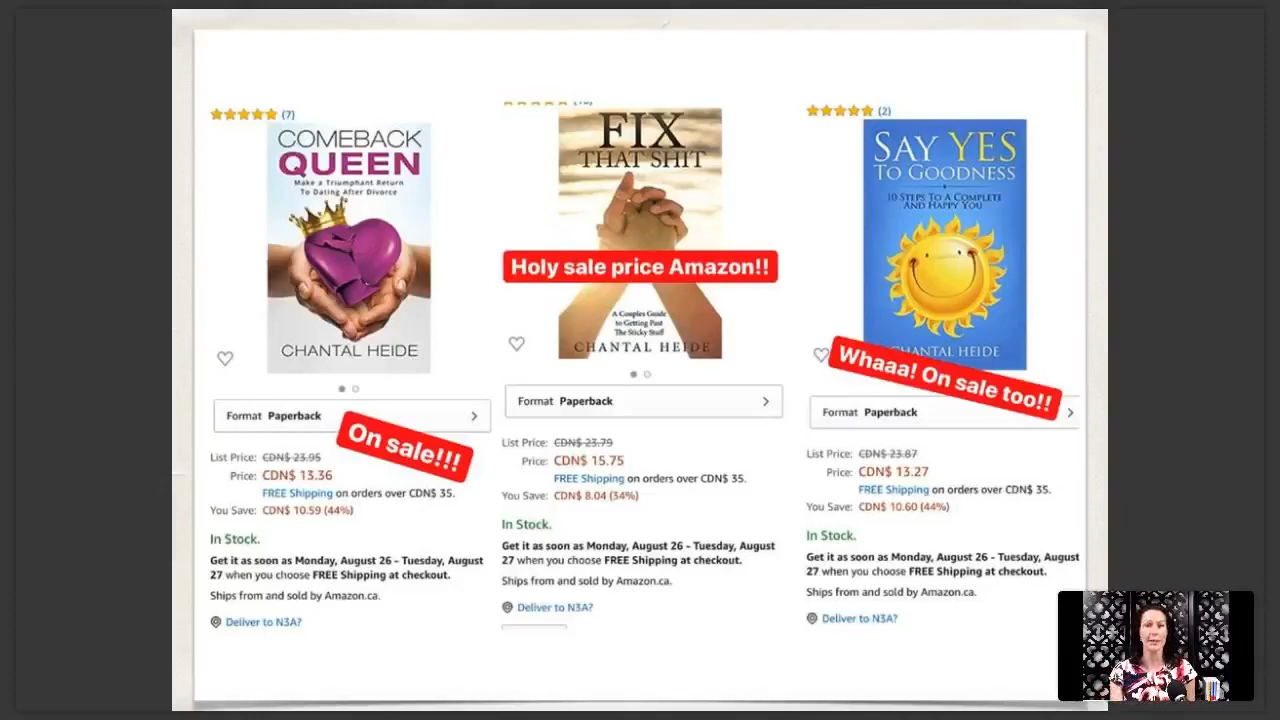 (7)
COMEBACK
QUEEN
Make a Triumphant Return
To Dating After Divorce
CHANTAL HEIDE
Format Paperback
On sale!!!
List Price: CDN$ 23.95
Price: CDN$ 13.36
FREE Shipping on orders over CDN$ 35.
You Save: CDN$ 10.59 (44%)
In Stock.
Get it as soon as Monday, August 26 - Tuesday, August
27 when you choose FREE Shipping at checkout.
Ships from and sold by Amazon.ca.
Deliver to N3A?
FIX
THAT SHIT
Holy sale price Amazon!!
A Couples Guide
to Getting Past
The Sticky Stuff
CHANTAL HEIDE
Format Paperback
List Price: CDN$ 23.79
Price: CDN$ 15.75
FREE Shipping on orders over CDN$ 35.
You Save: CDN$ 8.04 (34%)
In Stock.
Get it as soon as Monday, August 26 - Tuesday, August
27 when you choose FREE Shipping at checkout.
Ships from and sold by Amazon.ca.
Deliver to N3A?
(2)
SAY YES
TO GOODNESS
10 STEPS TO A COMPLETE
AND HAPPY YOU
CHANTAL HEIDE
Whaaa! On sale too!!
Format Paperback
List Price: CDN$ 23.87
Price: CDN$ 13.27
FREE Shipping on orders over CDN$ 35.
You Save: CDN$ 10.60 (44%)
In Stock.
Get it as soon as Monday, August 26 - Tuesday, August
27 when you choose FREE Shipping at checkout.
Ships from and sold by Amazon.ca.
Deliver to N3A?